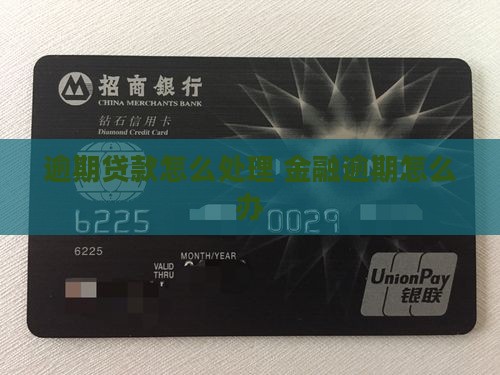 招商銀行
CHINA MERCHANTS BANK
钻石信用卡
Diamond Credit Card
逾期贷款怎么处理 金融逾期怎么
办
6225 0029
6225
MONTH/YEAR
VALID
THRU
UnionPay
银联